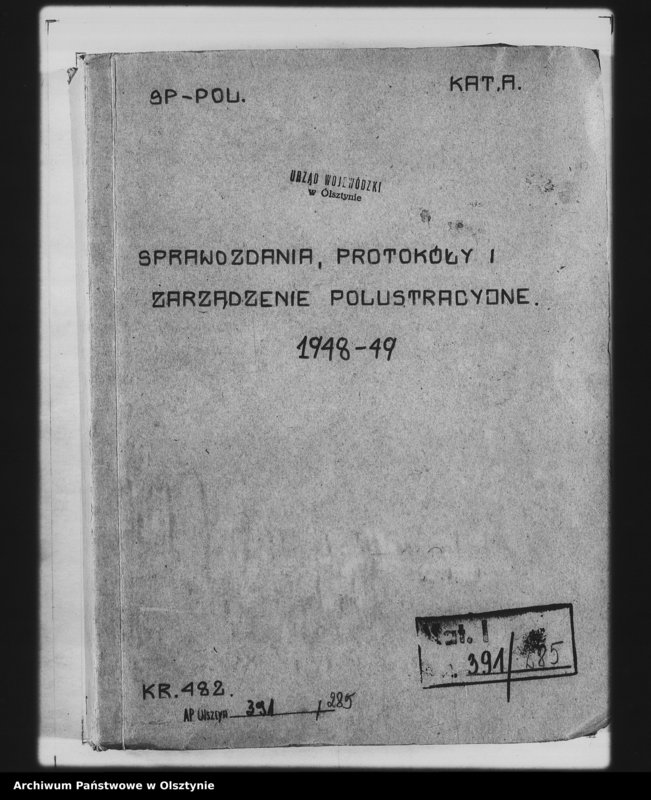 SP-POL.
KAT.A.
URZĄD WOJEWÓDZKI
w Olsztynie
SPRAWOZDANIA, PROTOKÓŁY I
ZARZĄDZENIE POLUSTRACYJNE.
1948-49
Kat. I
391/285
KR.482.
AP Olsztyn 391/285
Archiwum Państwowe w Olsztynie